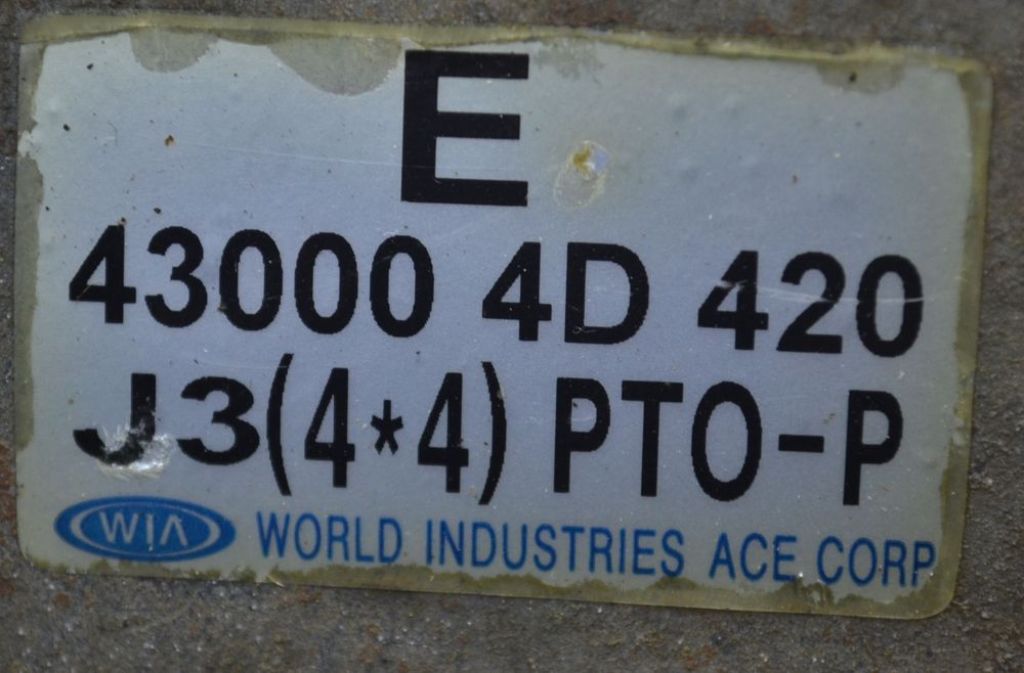 E
43000 4D 420
J3(4*4) PTO-P
WIA WORLD INDUSTRIES ACE CORP